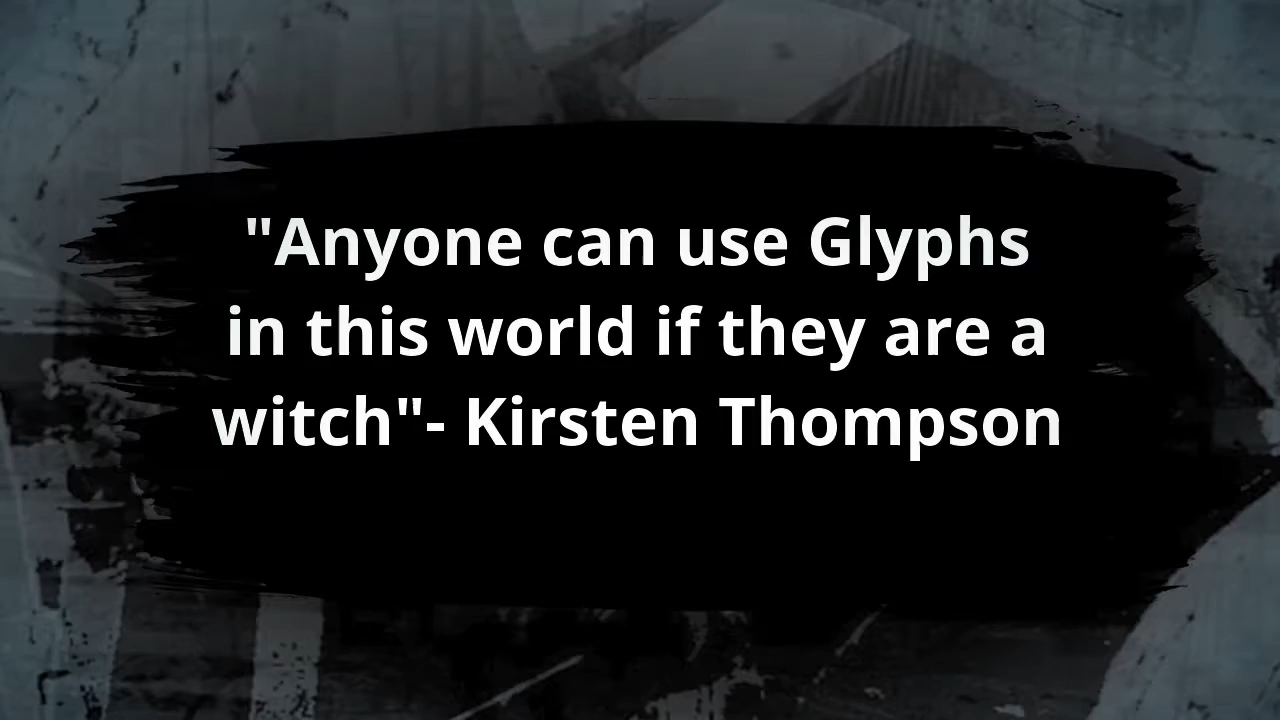 "Anyone can use Glyphs
in this world if they are a
witch"- Kirsten Thompson